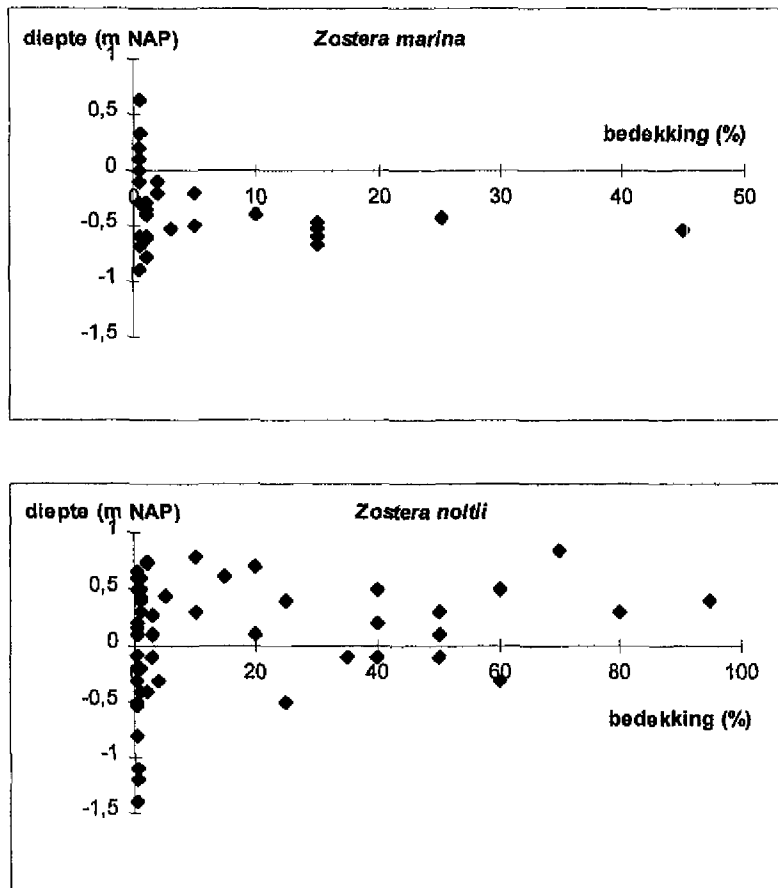 diepte (m NAP) Zostera marina
1
0,5
bedekking (%)
0
0 10 20 30 40 50
-0,5
-1
-1,5
diepte (m NAP) Zostera noltii
1
0,5
0
20 40 60 80 100
-0,5
bedekking (%)
-1
-1,5